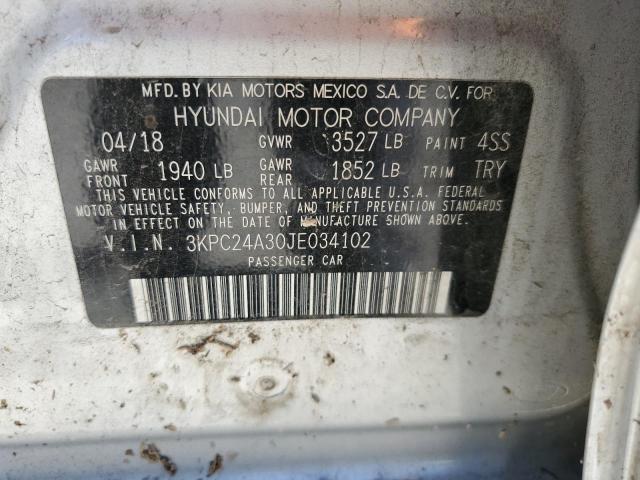 MFD. BY KIA MOTORS MEXICO S.A. DE C.V. FOR
HYUNDAI MOTOR COMPANY
04/18 GVWR 3527 LB PAINT 4SS
GAWR FRONT 1940 LB GAWR REAR 1852 LB TRIM TRY
THIS VEHICLE CONFORMS TO ALL APPLICABLE U.S.A. FEDERAL
MOTOR VEHICLE SAFETY, BUMPER, AND THEFT PREVENTION STANDARDS
IN EFFECT ON THE DATE OF MANUFACTURE SHOWN ABOVE.
V.I.N. 3KPC24A30JE034102
PASSENGER CAR